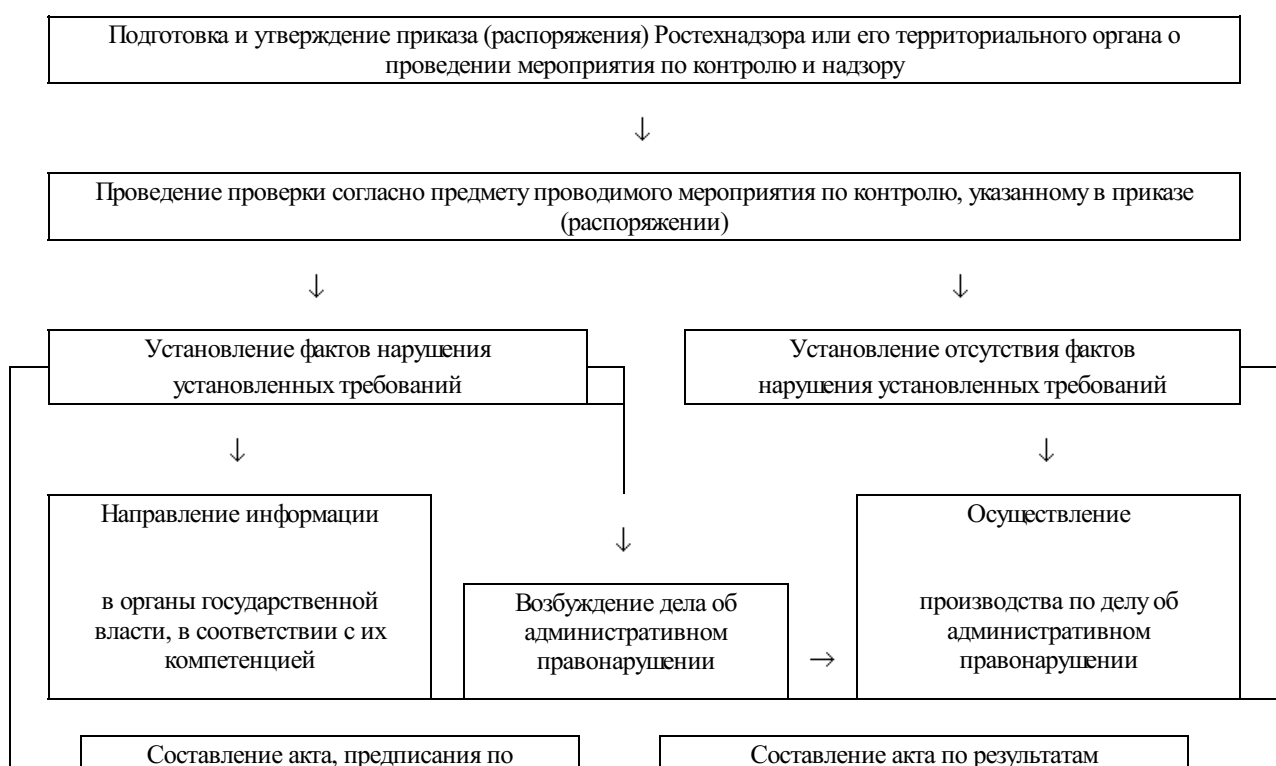 Подготовка и утверждение приказа (распоряжения) Ростехнадзора или его территориального органа о
проведении мероприятия по контролю и надзору
↓
Проведение проверки согласно предмету проводимого мероприятия по контролю, указанному в приказе
(распоряжении)
↓ ↓
Установление фактов нарушения
установленных требований
Установление отсутствия фактов
нарушения установленных требований
↓ ↓
Направление информации
в органы государственной
власти, в соответствии с их
компетенцией
↓
Возбуждение дела об
административном
правонарушении
→
Осуществление
производства по делу об
административном
правонарушении
Составление акта, предписания по
Составление акта по результатам